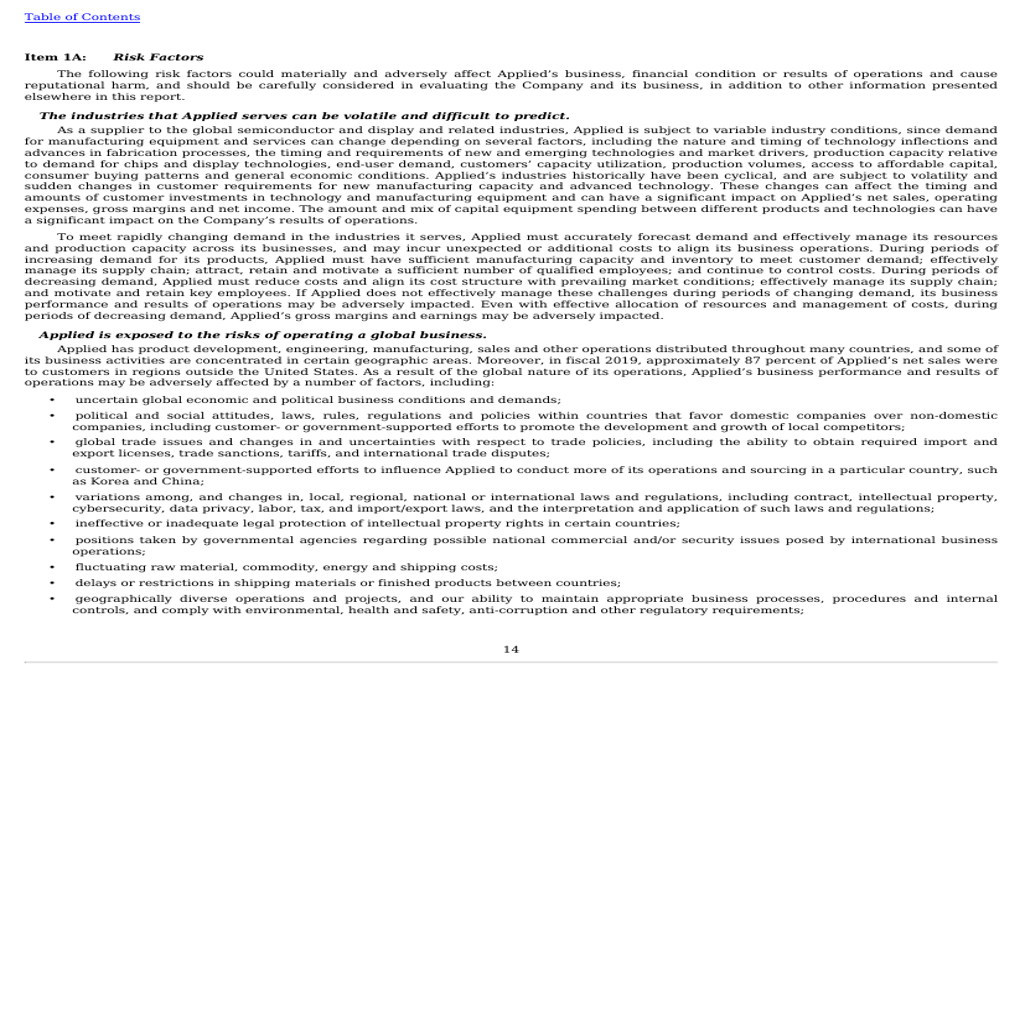 Table of Contents
Item 1A: Risk Factors
The following risk factors could materially and adversely affect Applied’s business, financial condition or results of operations and cause
reputational harm, and should be carefully considered in evaluating the Company and its business, in addition to other information presented
elsewhere in this report.
The industries that Applied serves can be volatile and difficult to predict.
As a supplier to the global semiconductor and display and related industries, Applied is subject to variable industry conditions, since demand
for manufacturing equipment and services can change depending on several factors, including the nature and timing of technology inflections and
advances in fabrication processes, the timing and requirements of new and emerging technologies and market drivers, production capacity relative
to demand for chips and display technologies, end-user demand, customers’ capacity utilization, production volumes, access to affordable capital,
consumer buying patterns and general economic conditions. Applied’s industries historically have been cyclical, and are subject to volatility and
sudden changes in customer requirements for new manufacturing capacity and advanced technology. These changes can affect the timing and
amounts of customer investments in technology and manufacturing equipment and can have a significant impact on Applied’s net sales, operating
expenses, gross margins and net income. The amount and mix of capital equipment spending between different products and technologies can have
a significant impact on the Company’s results of operations.
To meet rapidly changing demand in the industries it serves, Applied must accurately forecast demand and effectively manage its resources
and production capacity across its businesses, and may incur unexpected or additional costs to align its business operations. During periods of
increasing demand for its products, Applied must have sufficient manufacturing capacity and inventory to meet customer demand; effectively
manage its supply chain; attract, retain and motivate a sufficient number of qualified employees; and continue to control costs. During periods of
decreasing demand, Applied must reduce costs and align its cost structure with prevailing market conditions; effectively manage its supply chain;
and motivate and retain key employees. If Applied does not effectively manage these challenges during periods of changing demand, its business
performance and results of operations may be adversely impacted. Even with effective allocation of resources and management of costs, during
periods of decreasing demand, Applied’s gross margins and earnings may be adversely impacted.
Applied is exposed to the risks of operating a global business.
Applied has product development, engineering, manufacturing, sales and other operations distributed throughout many countries, and some of
its business activities are concentrated in certain geographic areas. Moreover, in fiscal 2019, approximately 87 percent of Applied’s net sales were
to customers in regions outside the United States. As a result of the global nature of its operations, Applied’s business performance and results of
operations may be adversely affected by a number of factors, including:
• uncertain global economic and political business conditions and demands;
• political and social attitudes, laws, rules, regulations and policies within countries that favor domestic companies over non-domestic
companies, including customer- or government-supported efforts to promote the development and growth of local competitors;
• global trade issues and changes in and uncertainties with respect to trade policies, including the ability to obtain required import and
export licenses, trade sanctions, tariffs, and international trade disputes;
• customer- or government-supported efforts to influence Applied to conduct more of its operations and sourcing in a particular country, such
as Korea and China;
• variations among, and changes in, local, regional, national or international laws and regulations, including contract, intellectual property,
cybersecurity, data privacy, labor, tax, and import/export laws, and the interpretation and application of such laws and regulations;
• ineffective or inadequate legal protection of intellectual property rights in certain countries;
• positions taken by governmental agencies regarding possible national commercial and/or security issues posed by international business
operations;
• fluctuating raw material, commodity, energy and shipping costs;
• delays or restrictions in shipping materials or finished products between countries;
• geographically diverse operations and projects, and our ability to maintain appropriate business processes, procedures and internal
controls, and comply with environmental, health and safety, anti-corruption and other regulatory requirements;
14